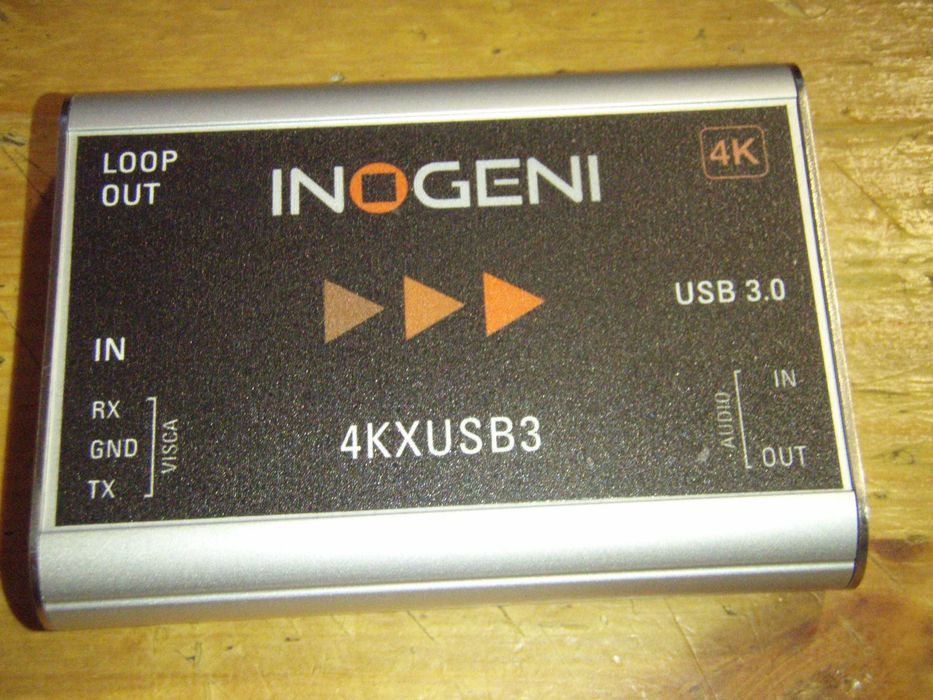 LOOP
OUT
INOGENI
4K
USB 3.0
IN
RX
GND
TX
VISCA
4KXUSB3
AUDIO
IN
OUT